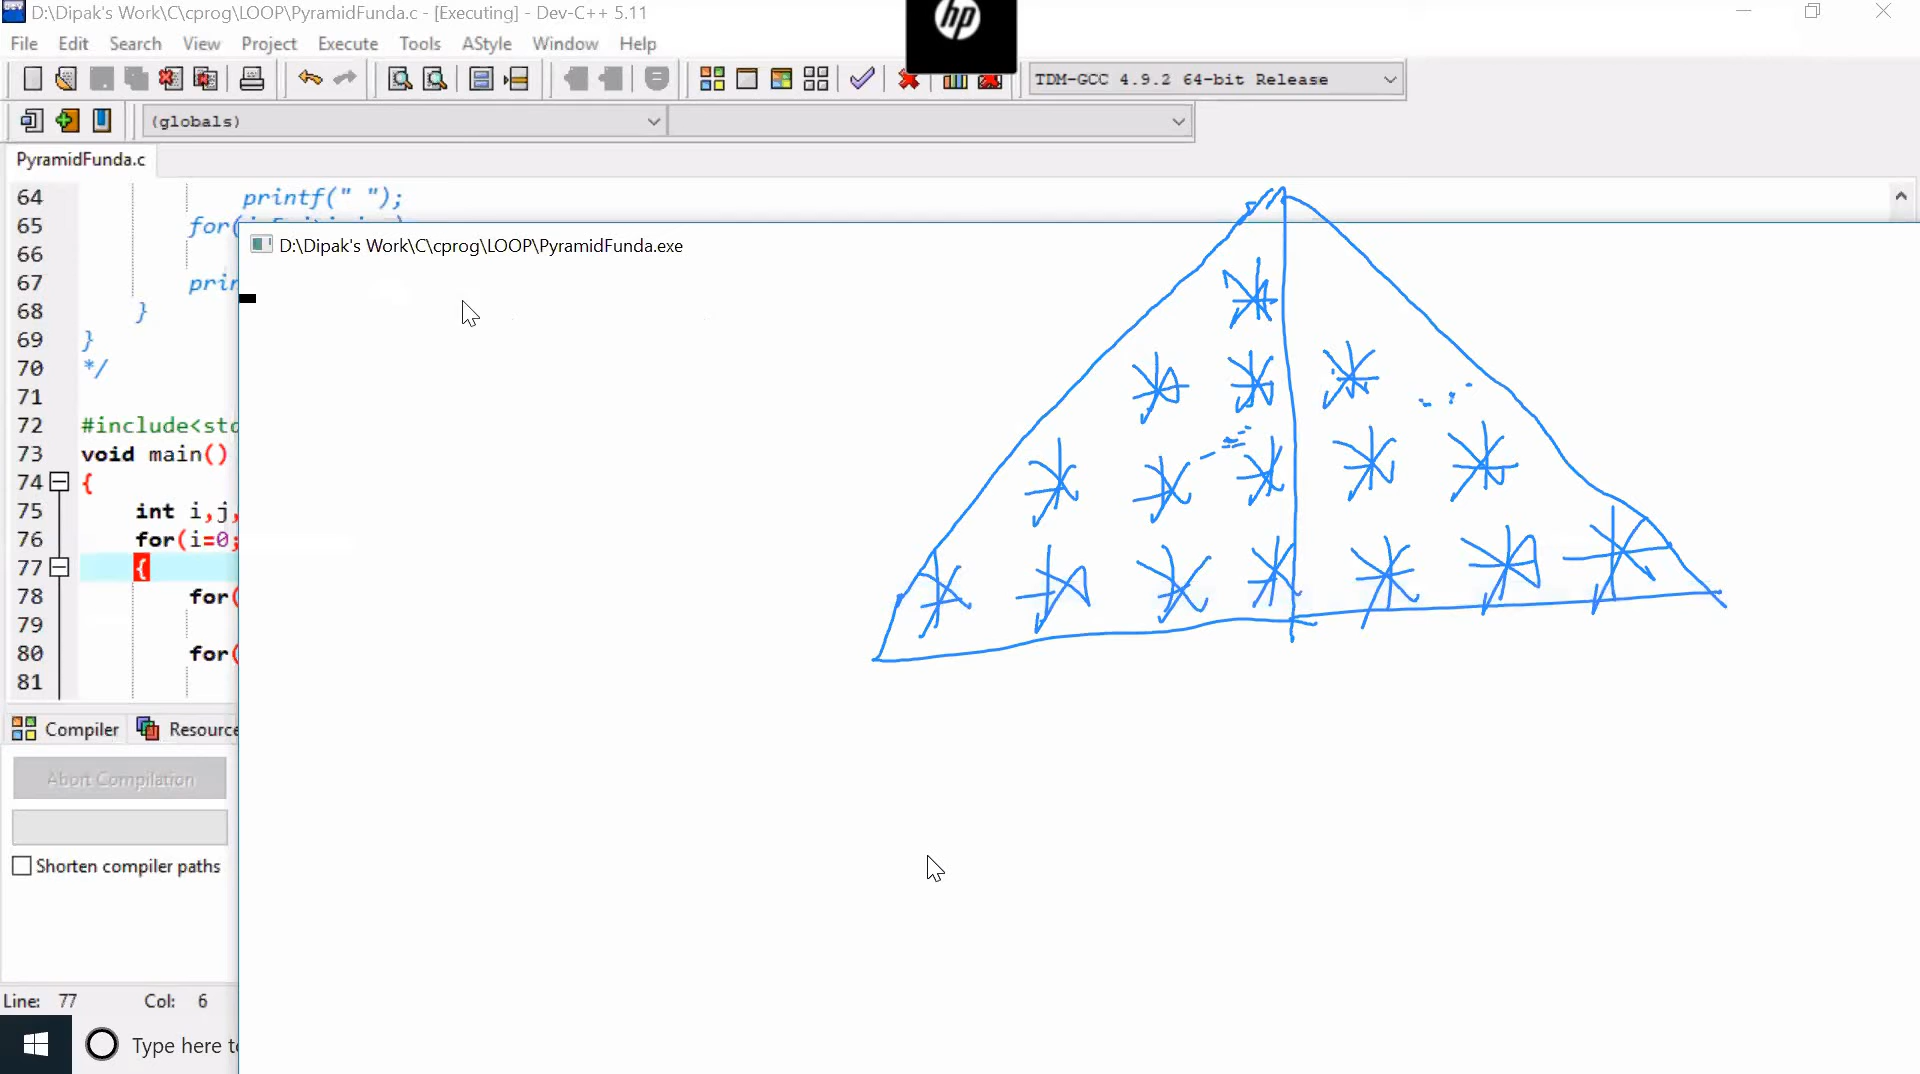 D:\Dipak's Work\C\cprog\LOOP\PyramidFunda.c - [Executing] - Dev-C++ 5.11
hp
File Edit Search View Project Execute Tools AStyle Window Help
TDM-GCC 4.9.2 64-bit Release
(globals)
PyramidFunda.c
64 printf(" ");
65 for(
66
D:\Dipak's Work\C\cprog\LOOP\PyramidFunda.exe
67 prin
68 }
69 }
70 */
71
72 #include<std
73 void main()
74 {
75 int i,j,
76 for(i=0;
77 {
78 for(
79
80 for(
81
Compiler Resource
Abort Compilation
Shorten compiler paths
Line: 77 Col: 6
Type here to